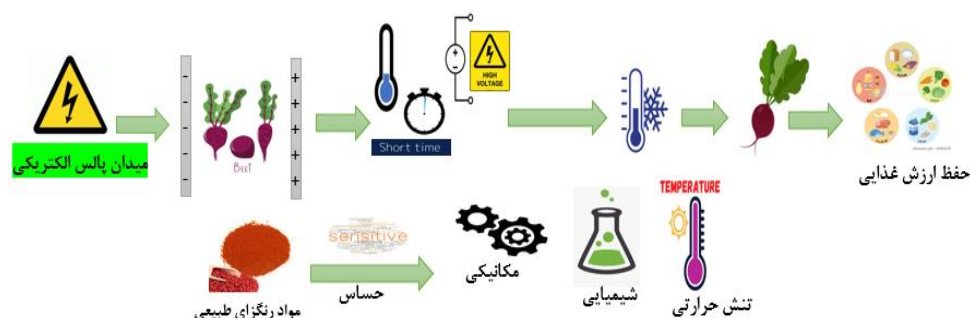 میدان پالس الکتریکی
BEET
Short time
HIGH
VOLTAGE
حفظ ارزش غذایی
مواد رنگزای طبیعی
sensitive
حساس
مکانیکی
شیمیایی
TEMPERATURE
تنش حرارتی